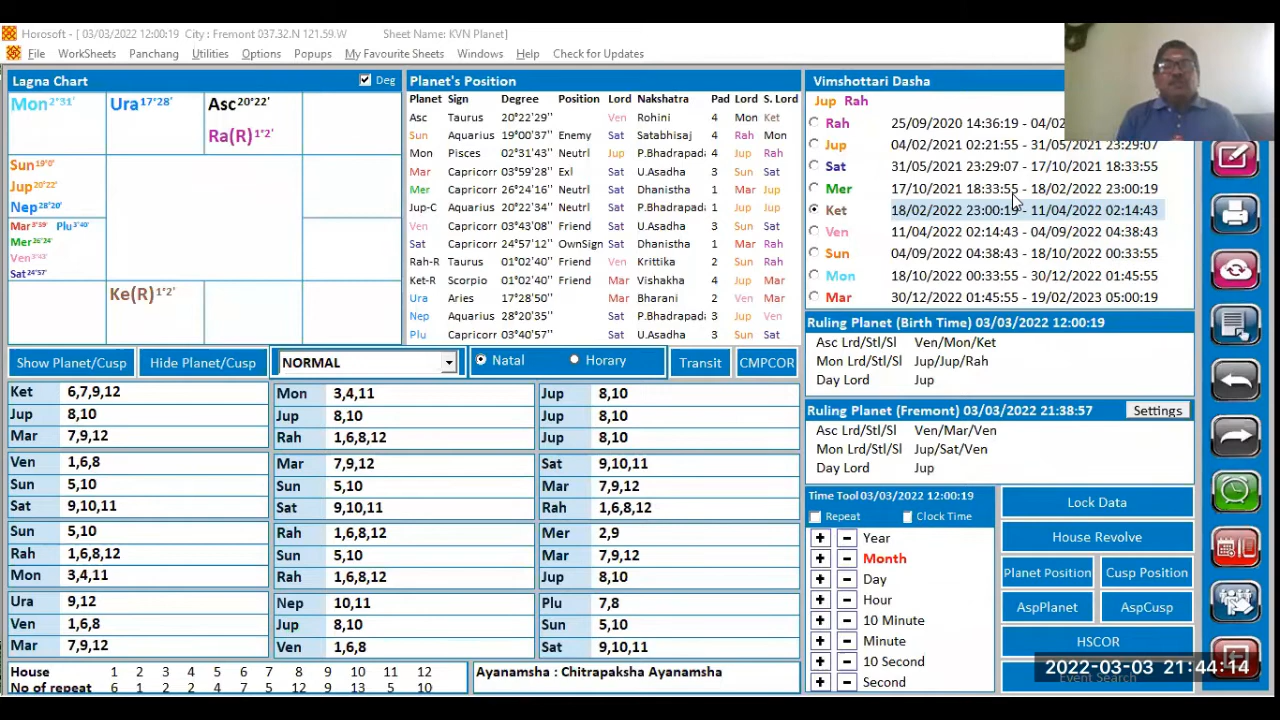 Horosoft - [ 03/03/2022 12:00:19 City : Fremont 037.32.N 121.59.W Sheet Name: KVN Planet]
File WorkSheets Panchang Utilities Options Popups My Favourite Sheets Windows Help Check for Updates
Lagna Chart Deg
Mon 2°31' Ura 17°28' Asc 20°22'
Ra(R) 1°2'
Sun 19°0'
Jup 20°22'
Nep 28°20'
Mar 3°59' Plu 3°40'
Mer 26°24'
Ven 3°43'
Sat 24°57'
Ke(R) 1°2'
Planet's Position
Planet Sign Degree Position Lord Nakshatra Pad Lord S. Lord
Asc Taurus 20°22'29" Ven Rohini 4 Mon Ket
Sun Aquarius 19°00'37" Enemy Sat Satabhisaj 4 Rah Mon
Mon Pisces 02°31'43" Neutrl Jup P.Bhadrapada 4 Jup Rah
Mar Capricorr 03°59'28" Exl Sat U.Asadha 3 Sun Sat
Mer Capricorr 26°24'16" Neutrl Sat Dhanistha 1 Mar Jup
Jup-C Aquarius 20°22'45" Neutrl Sat P.Bhadrapada 1 Jup Jup
Ven Capricorr 03°43'08" Friend Sat U.Asadha 3 Sun Sat
Sat Capricorr 24°57'12" OwnSign Sat Dhanistha 1 Mar Rah
Rah-R Taurus 01°02'40" Friend Ven Krittika 2 Sun Rah
Ket-R Scorpio 01°02'40" Friend Mar Vishakha 4 Jup Mar
Ura Aries 17°28'50" Mar Bharani 2 Ven Mar
Nep Aquarius 28°20'35" Sat P.Bhadrapada 3 Jup Ven
Plu Capricorr 03°40'57" Sat U.Asadha 3 Sun Sat
Vimshottari Dasha
Jup Rah
Rah 25/09/2020 14:36:19 - 04/02
Jup 04/02/2021 02:21:55 - 31/05/2021 23:29:07
Sat 31/05/2021 23:29:07 - 17/10/2021 18:33:55
Mer 17/10/2021 18:33:55 - 18/02/2022 23:00:19
Ket 18/02/2022 23:00:19 - 11/04/2022 02:14:43
Ven 11/04/2022 02:14:43 - 04/09/2022 04:38:43
Sun 04/09/2022 04:38:43 - 18/10/2022 00:33:55
Mon 18/10/2022 00:33:55 - 30/12/2022 01:45:55
Mar 30/12/2022 01:45:55 - 19/02/2023 05:00:19
Ruling Planet (Birth Time) 03/03/2022 12:00:19
Asc Lrd/Stl/Sl Ven/Mon/Ket
Mon Lrd/Stl/Sl Jup/Jup/Rah
Day Lord Jup
Show Planet/Cusp Hide Planet/Cusp NORMAL Natal Horary Transit CMPCOR
Ket 6,7,9,12 Mon 3,4,11 Jup 8,10
Jup 8,10 Jup 8,10 Jup 8,10
Mar 7,9,12 Rah 1,6,8,12 Jup 8,10
Ven 1,6,8 Mar 7,9,12 Sat 9,10,11
Sun 5,10 Sun 5,10 Mar 7,9,12
Sat 9,10,11 Sat 9,10,11 Rah 1,6,8,12
Sun 5,10 Rah 1,6,8,12 Mer 2,9
Rah 1,6,8,12 Sun 5,10 Mar 7,9,12
Mon 3,4,11 Rah 1,6,8,12 Jup 8,10
Ura 9,12 Nep 10,11 Plu 7,8
Ven 1,6,8 Jup 8,10 Sun 5,10
Mar 7,9,12 Ven 1,6,8 Sat 9,10,11
House 1 2 3 4 5 6 7 8 9 10 11 12
No of repeat 6 1 2 2 4 7 5 12 9 13 5 10
Ayanamsha : Chitrapaksha Ayanamsha
Ruling Planet (Fremont) 03/03/2022 21:38:57 Settings
Asc Lrd/Stl/Sl Ven/Mar/Ven
Mon Lrd/Stl/Sl Jup/Sat/Ven
Day Lord Jup
Time Tool 03/03/2022 12:00:19
Repeat Clock Time
+ - Year
+ - Month
+ - Day
+ - Hour
+ - 10 Minute
+ - Minute
+ - 10 Second
+ - Second
Lock Data
House Revolve
Planet Position Cusp Position
AspPlanet AspCusp
HSCOR
Event Search
2022-03-03 21:44:14